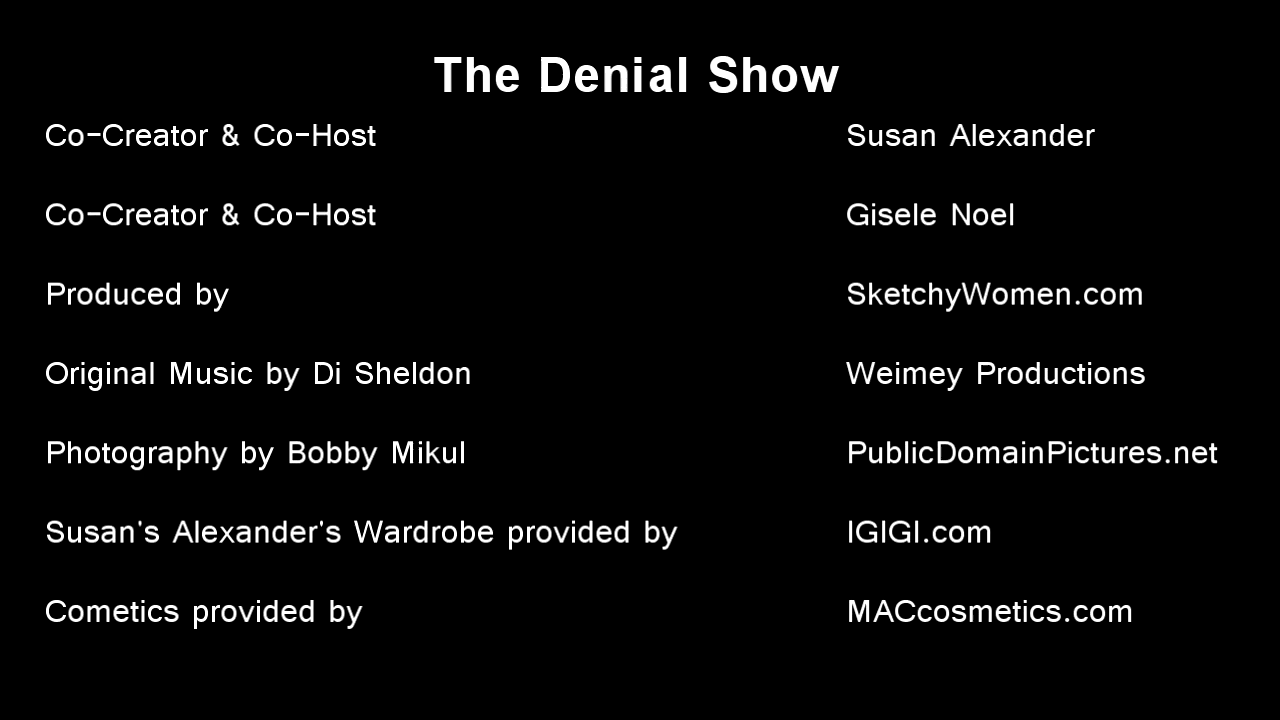 The Denial Show
Co-Creator & Co-Host Susan Alexander
Co-Creator & Co-Host Gisele Noel
Produced by SketchyWomen.com
Original Music by Di Sheldon Weimey Productions
Photography by Bobby Mikul PublicDomainPictures.net
Susan's Alexander's Wardrobe provided by IGIGI.com
Cometics provided by MACcosmetics.com